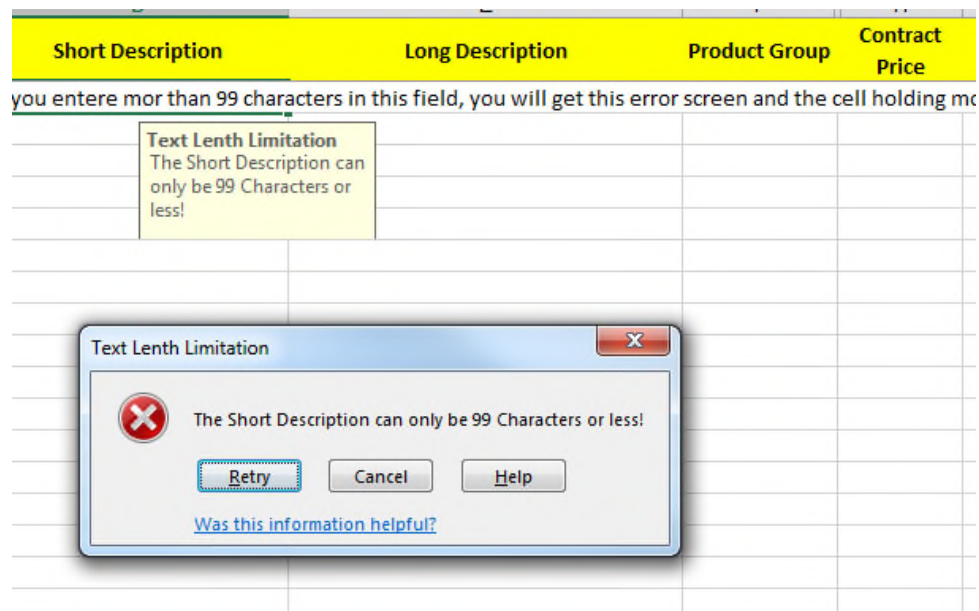 Short Description Long Description Product Group Contract Price
you entere mor than 99 characters in this field, you will get this error screen and the cell holding
Text Lenth Limitation
The Short Description can
only be 99 Characters or
less!
Text Lenth Limitation
The Short Description can only be 99 Characters or less!
Retry Cancel Help
Was this information helpful?